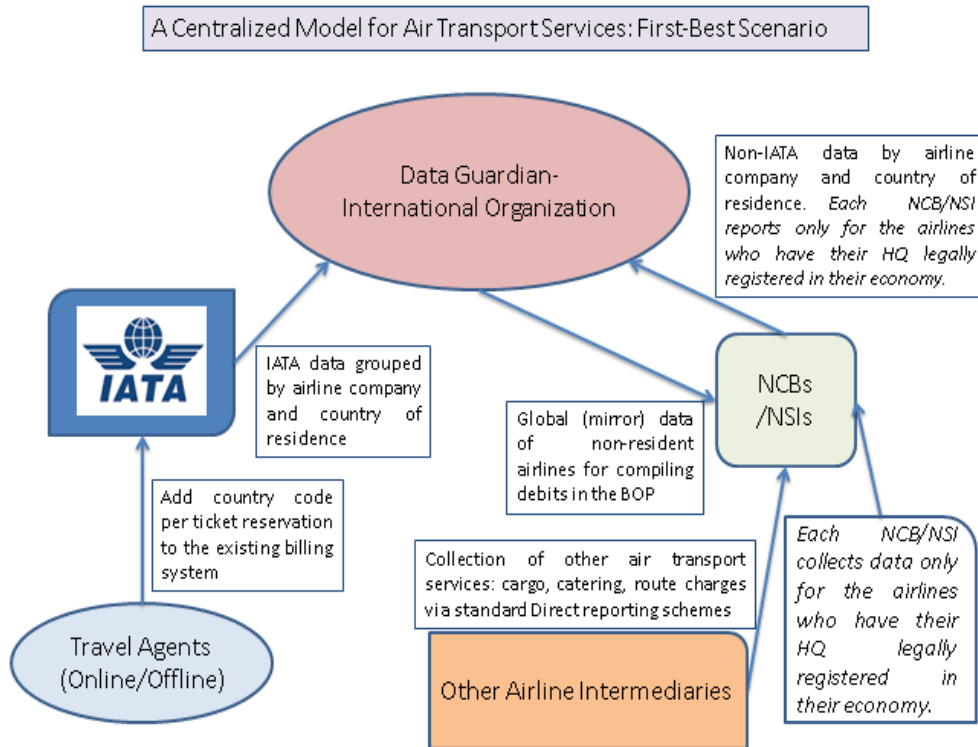 A Centralized Model for Air Transport Services: First-Best Scenario
Data Guardian-
International Organization
Non-IATA data by airline
company and country of
residence. Each NCB/NSI
reports only for the airlines
who have their HQ legally
registered in their economy.
IATA
IATA data grouped
by airline company
and country of
residence
NCBs
/NSIs
Global (mirror) data
of non-resident
airlines for compiling
debits in the BOP
Add country code
per ticket reservation
to the existing billing
system
Collection of other air transport
services: cargo, catering, route charges
via standard Direct reporting schemes
Each NCB/NSI
collects data only
for the airlines
who have their
HQ legally
registered in
their economy.
Travel Agents
(Online/Offline)
Other Airline Intermediaries